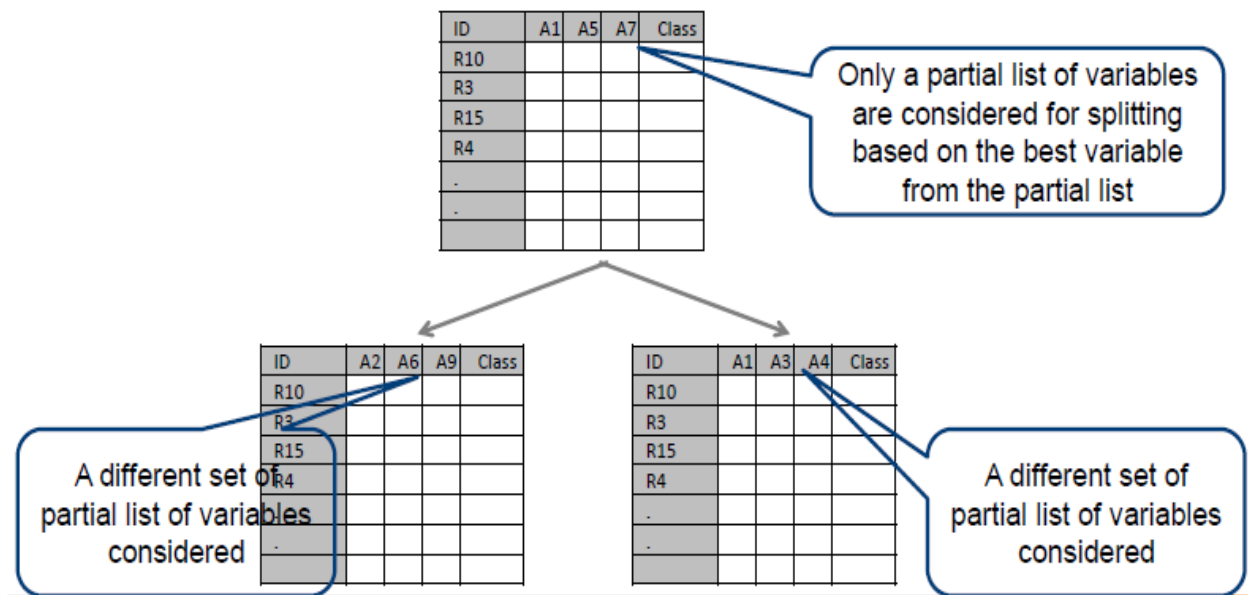 ID A1 A5 A7 Class
R10
R3
R15
R4
.
.
Only a partial list of variables
are considered for splitting
based on the best variable
from the partial list
ID A2 A6 A9 Class
R10
R3
R15
R4
.
.
A different set of
partial list of variables
considered
ID A1 A3 A4 Class
R10
R3
R15
R4
.
.
A different set of
partial list of variables
considered